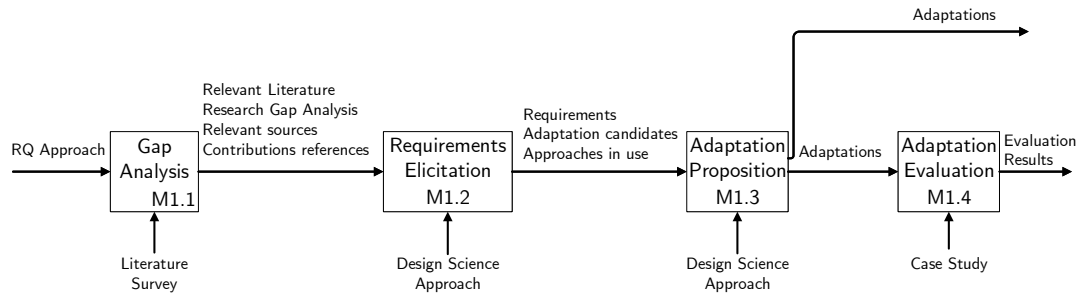 Adaptations
RQ Approach
Gap
Analysis
M1.1
Literature
Survey
Relevant Literature
Research Gap Analysis
Relevant sources
Contributions references
Requirements
Elicitation
M1.2
Design Science
Approach
Requirements
Adaptation candidates
Approaches in use
Adaptation
Proposition
M1.3
Design Science
Approach
Adaptations
Adaptation
Evaluation
M1.4
Case Study
Evaluation
Results